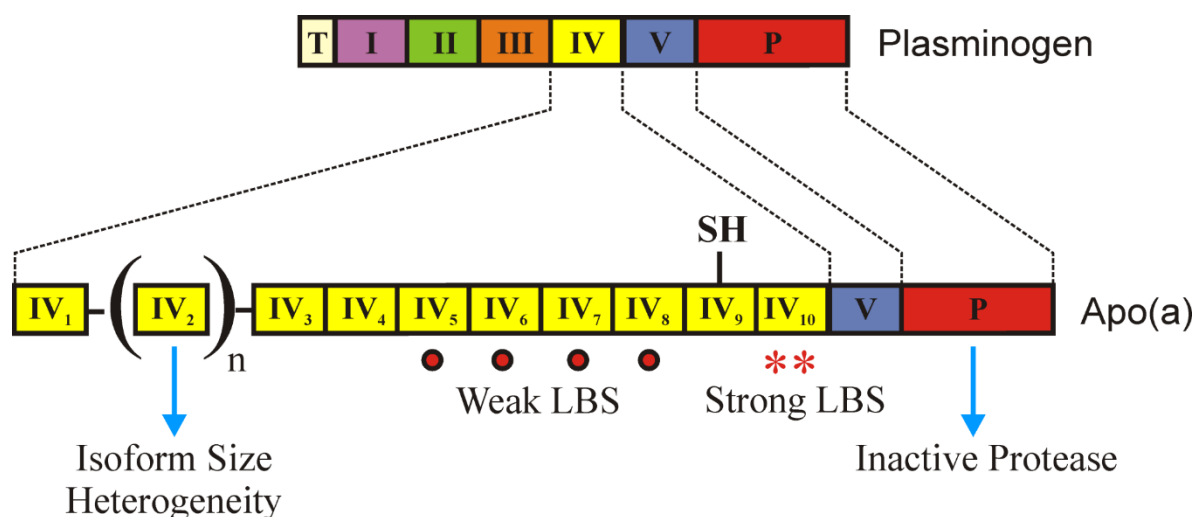 T I II III IV V P Plasminogen
SH
IV1 ( IV2 )n IV3 IV4 IV5 IV6 IV7 IV8 IV9 IV10 V P Apo(a)
**
Weak LBS Strong LBS
Isoform Size
Heterogeneity
Inactive Protease